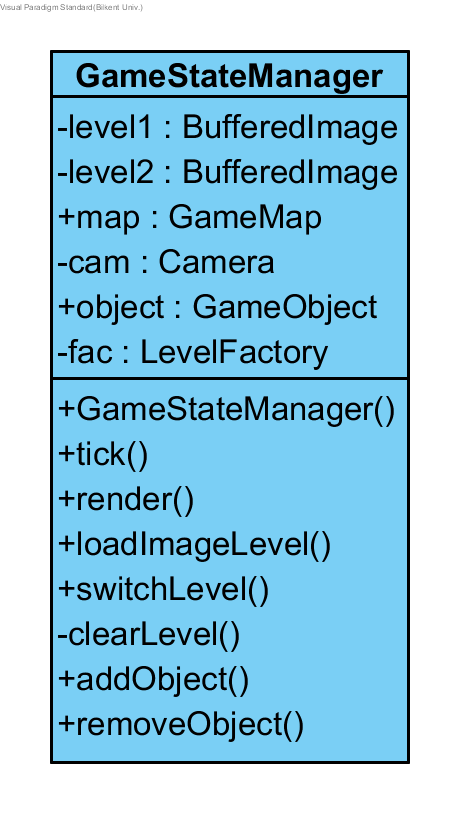 Visual Paradigm Standard(Bilkent Univ.)
GameStateManager
-level1 : BufferedImage
-level2 : BufferedImage
+map : GameMap
-cam : Camera
+object : GameObject
-fac : LevelFactory
+GameStateManager()
+tick()
+render()
+loadImageLevel()
+switchLevel()
-clearLevel()
+addObject()
+removeObject()